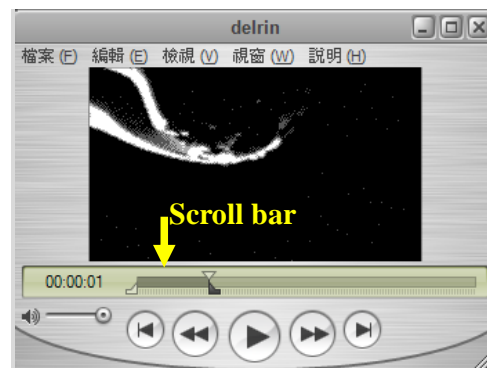 delrin
檔案 (F) 編輯 (E) 檢視 (V) 視窗 (W) 說明 (H)
Scroll bar
00:00:01